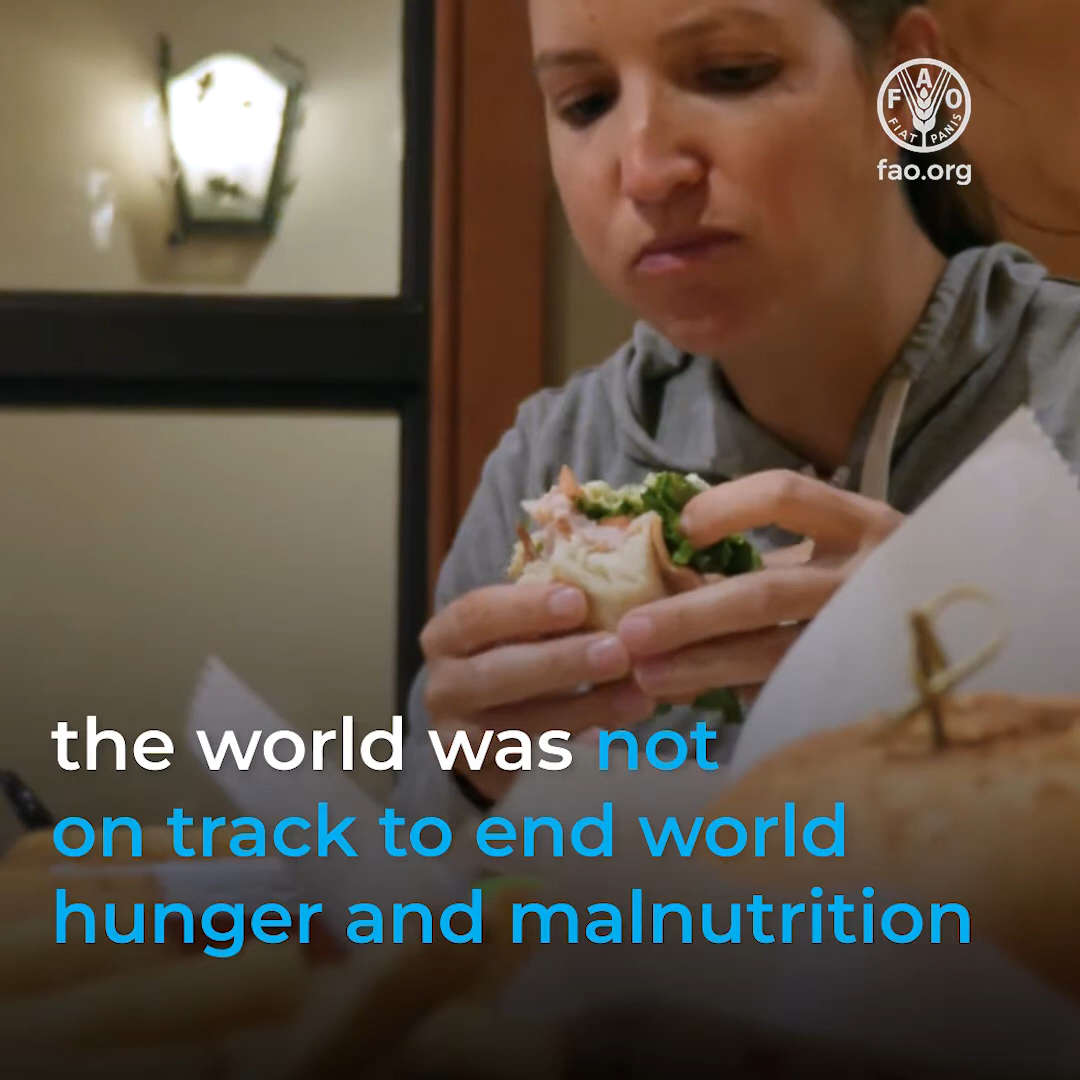 FAO
FIAT PANIS
fao.org
the world was not
on track to end world
hunger and malnutrition